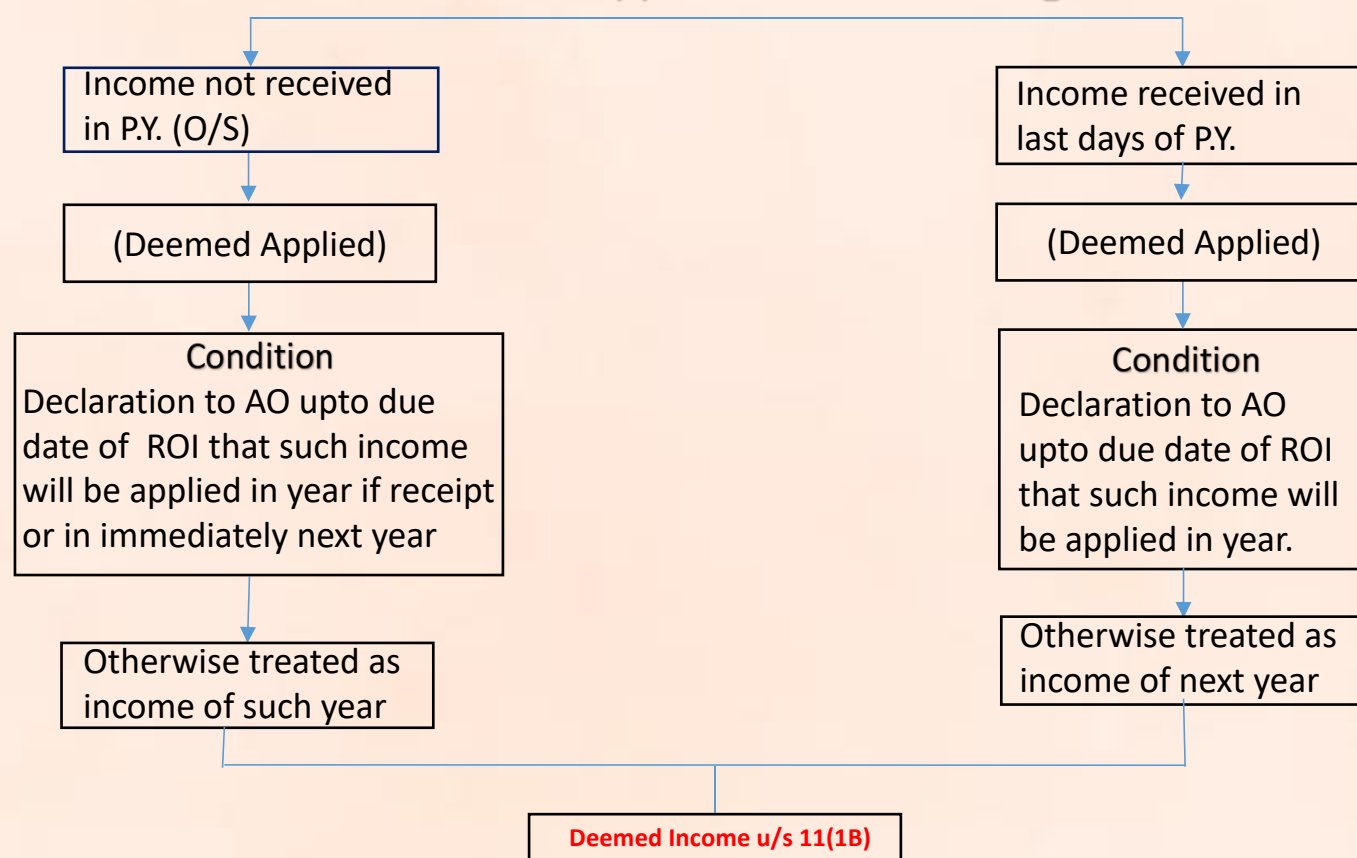 Income not received
in P.Y. (O/S)
(Deemed Applied)
Condition
Declaration to AO upto due
date of ROI that such income
will be applied in year if receipt
or in immediately next year
Otherwise treated as
income of such year
Income received in
last days of P.Y.
(Deemed Applied)
Condition
Declaration to AO
upto due date of ROI
that such income will
be applied in year.
Otherwise treated as
income of next year
Deemed Income u/s 11(1B)